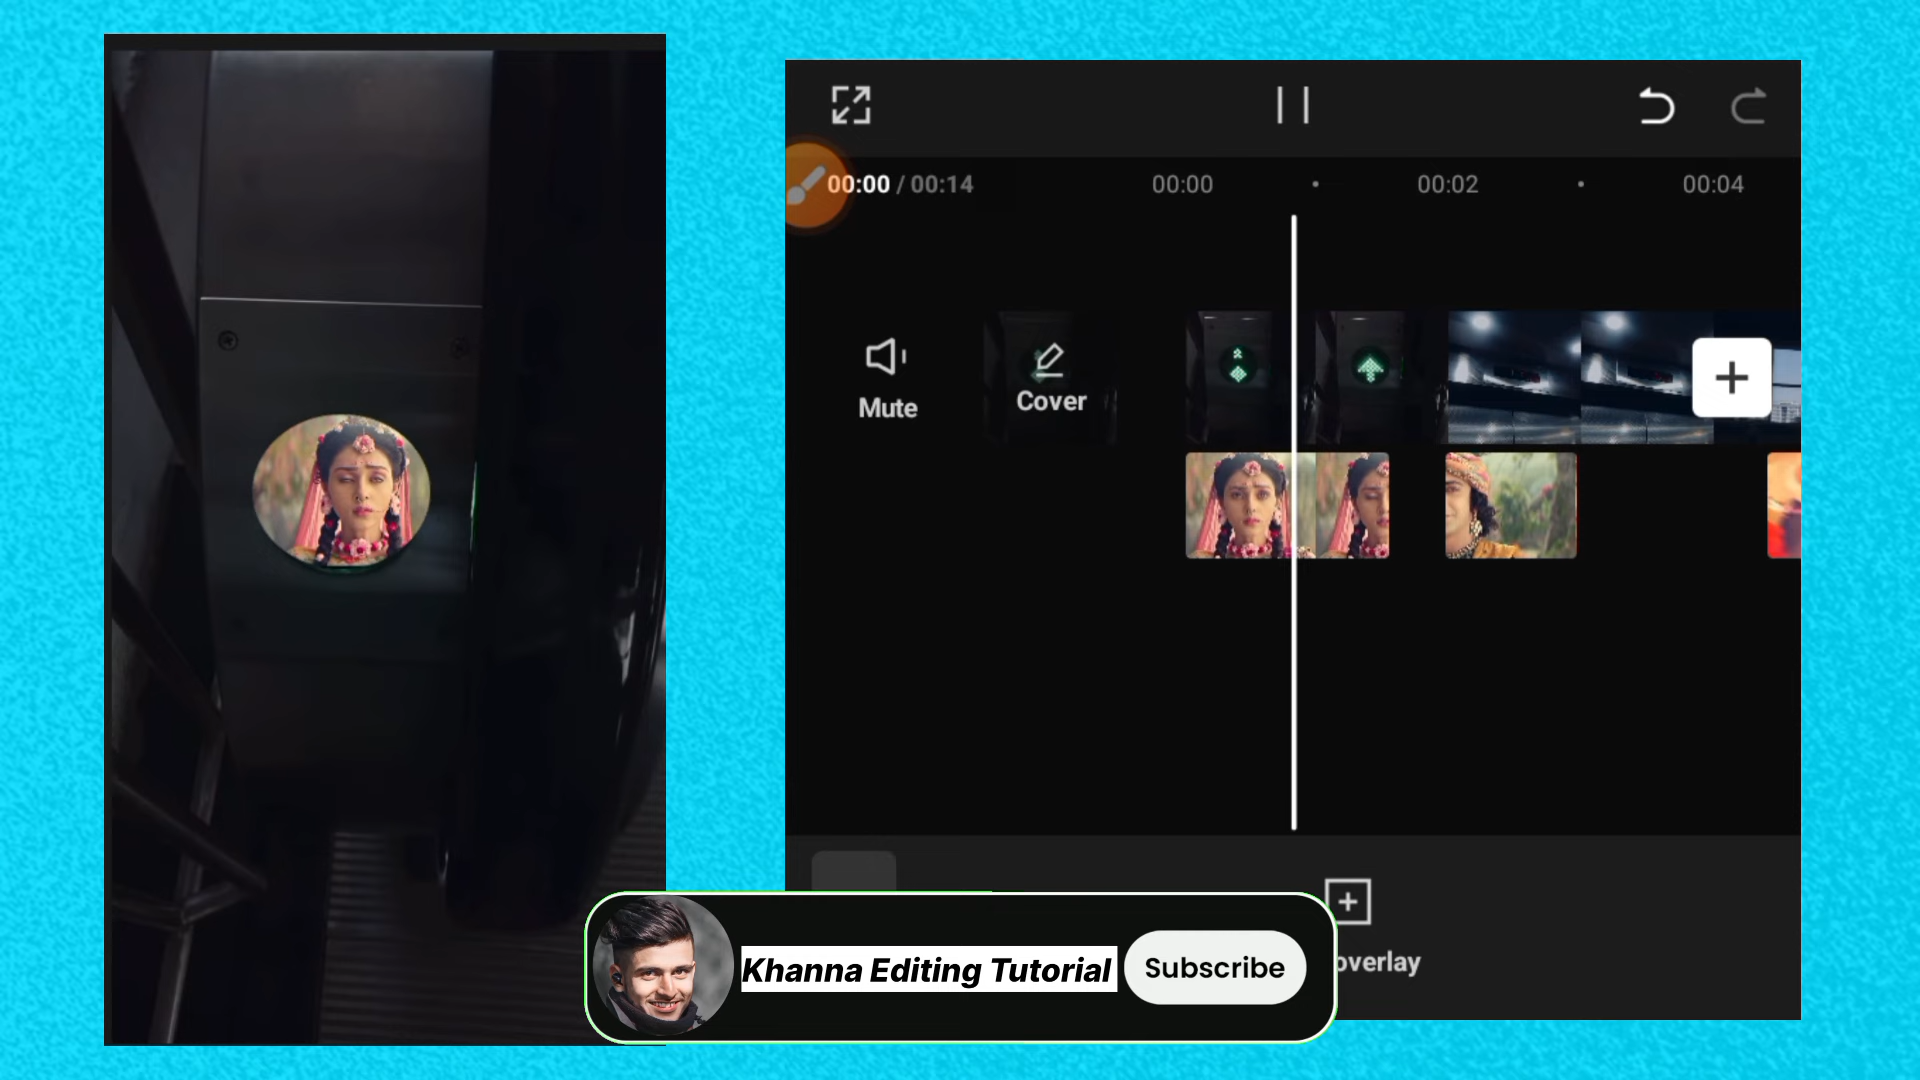 00:00 / 00:14
00:00
00:02
00:04
Mute
Cover
overlay
Khanna Editing Tutorial
Subscribe